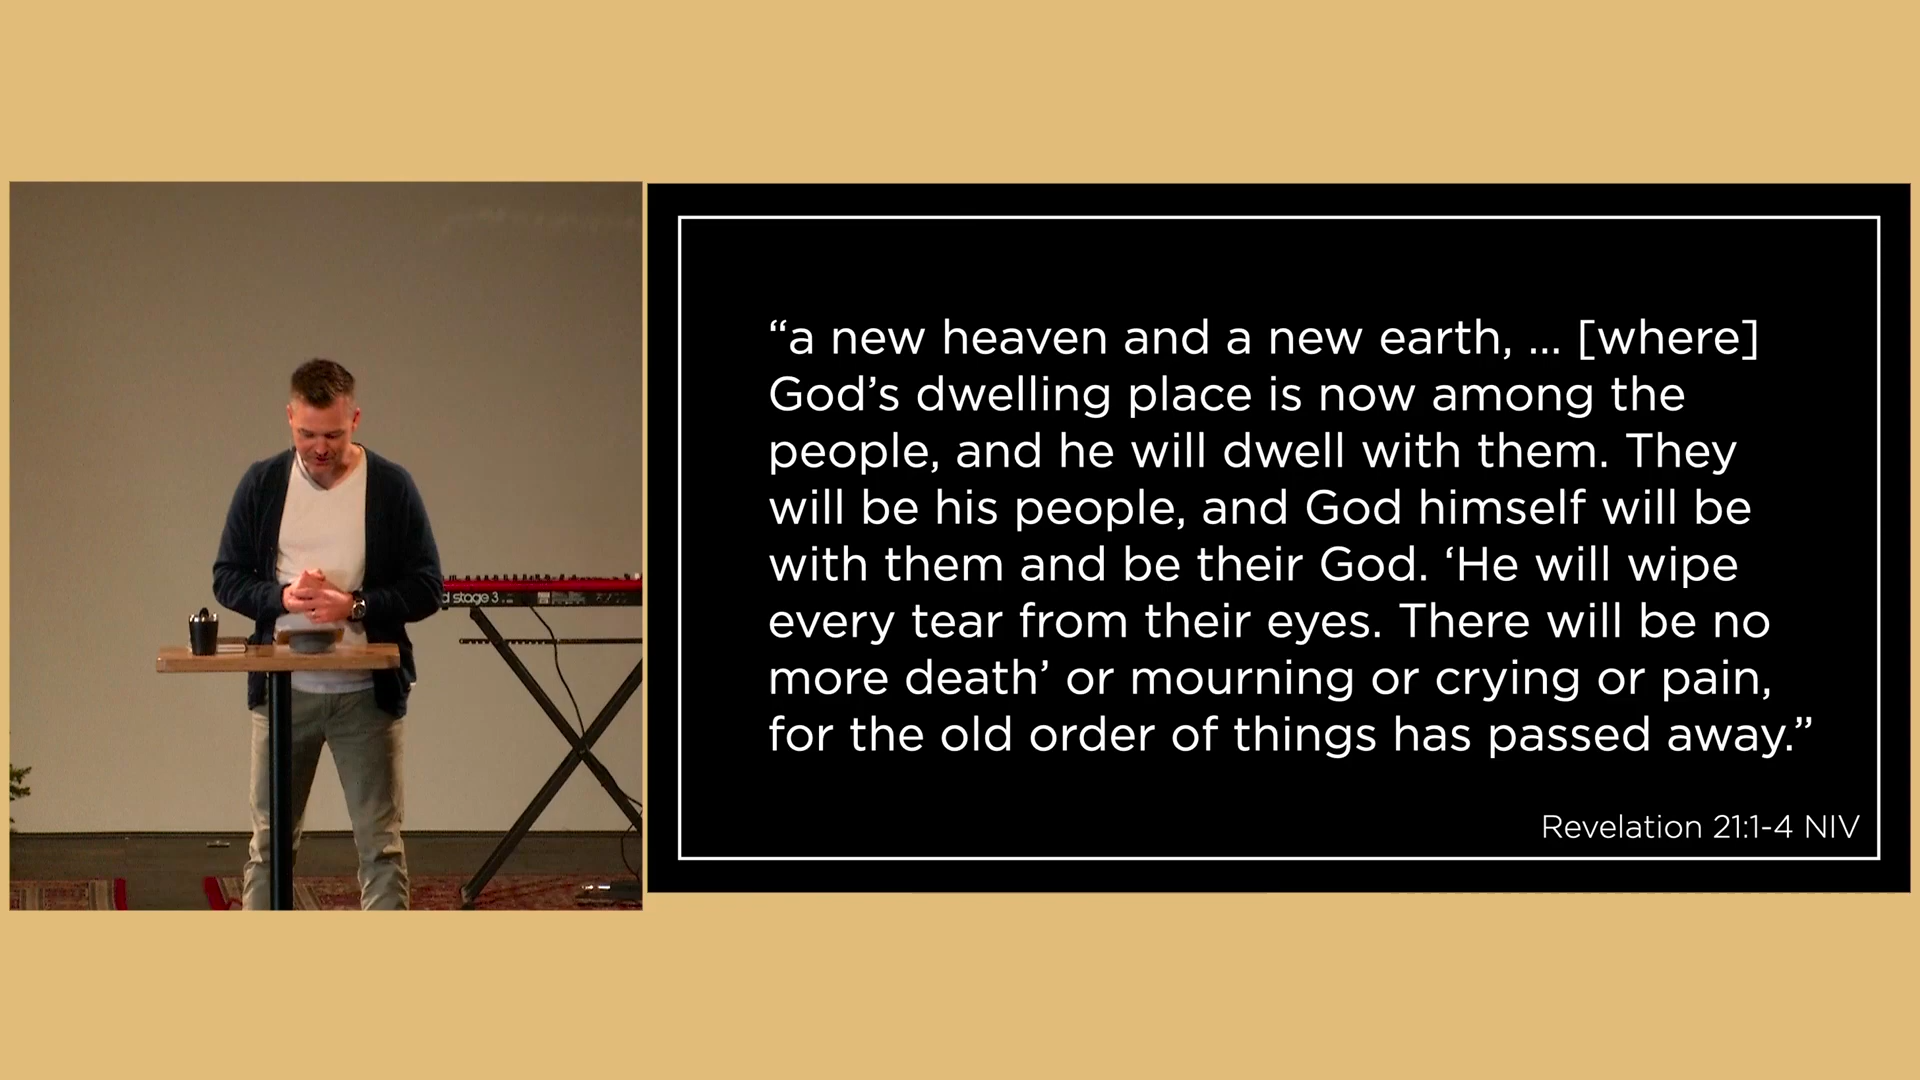 “a new heaven and a new earth, ... [where]
God’s dwelling place is now among the
people, and he will dwell with them. They
will be his people, and God himself will be
with them and be their God. ‘He will wipe
every tear from their eyes. There will be no
more death’ or mourning or crying or pain,
for the old order of things has passed away.”
Revelation 21:1-4 NIV
stage 3